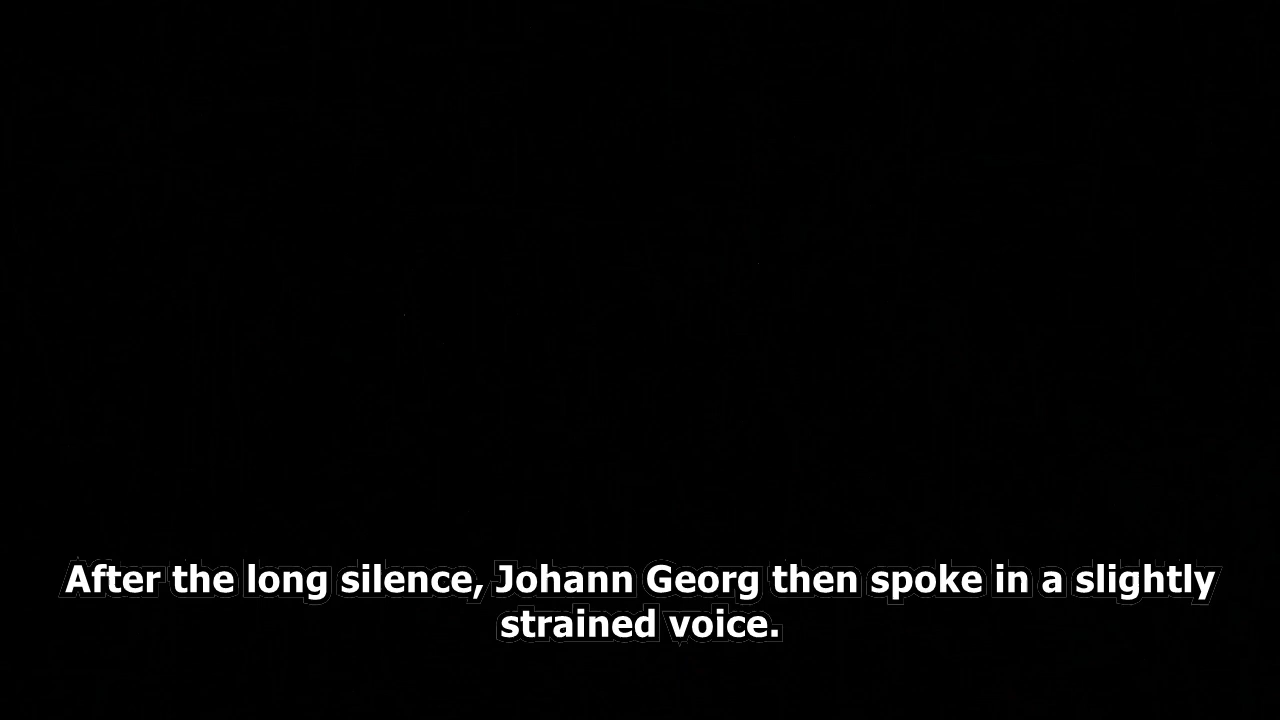 After the long silence, Johann Georg then spoke in a slightly
strained voice.